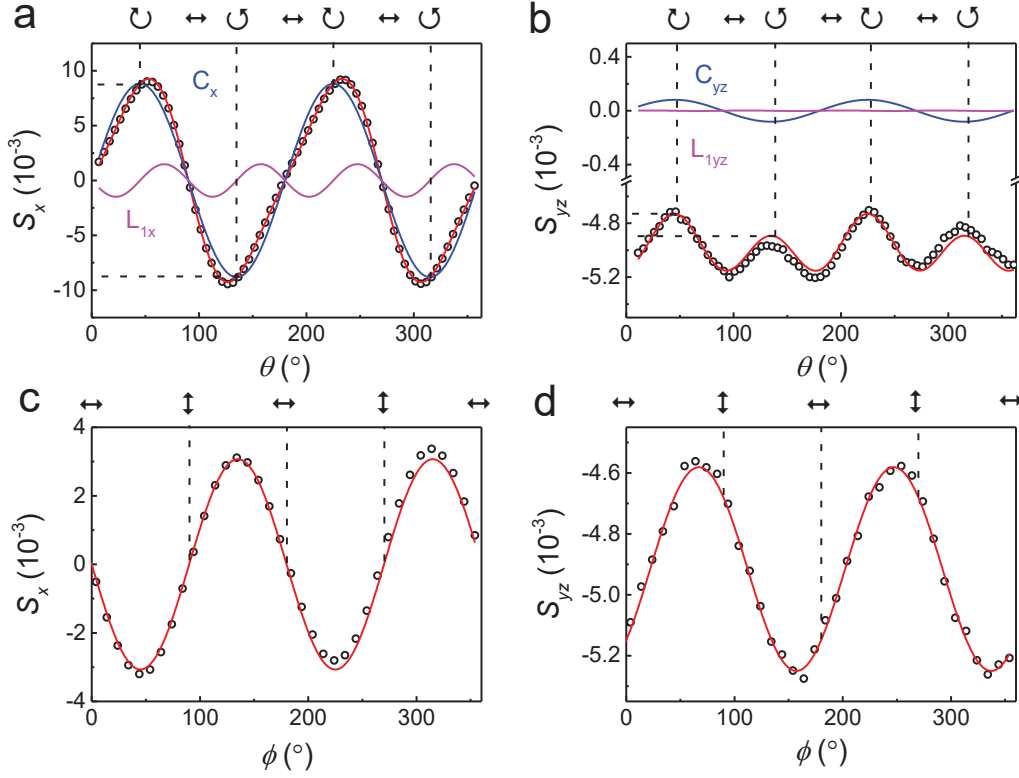 a
C_x
L_1x
S_x (10^-3)
10
5
0
-5
-10
0 100 200 300
θ (°)
b
C_yz
L_1yz
S_yz (10^-3)
0.4
0.0
-0.4
-4.8
-5.2
0 100 200 300
θ (°)
c
S_x (10^-3)
4
2
0
-2
-4
0 100 200 300
ϕ (°)
d
S_yz (10^-3)
-4.6
-4.8
-5.0
-5.2
0 100 200 300
ϕ (°)